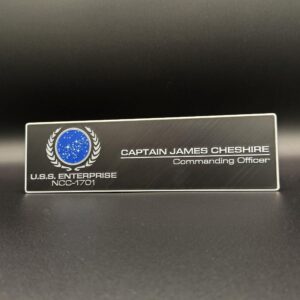 U.S.S. ENTERPRISE
NCC-1701
CAPTAIN JAMES CHESHIRE
Commanding Officer